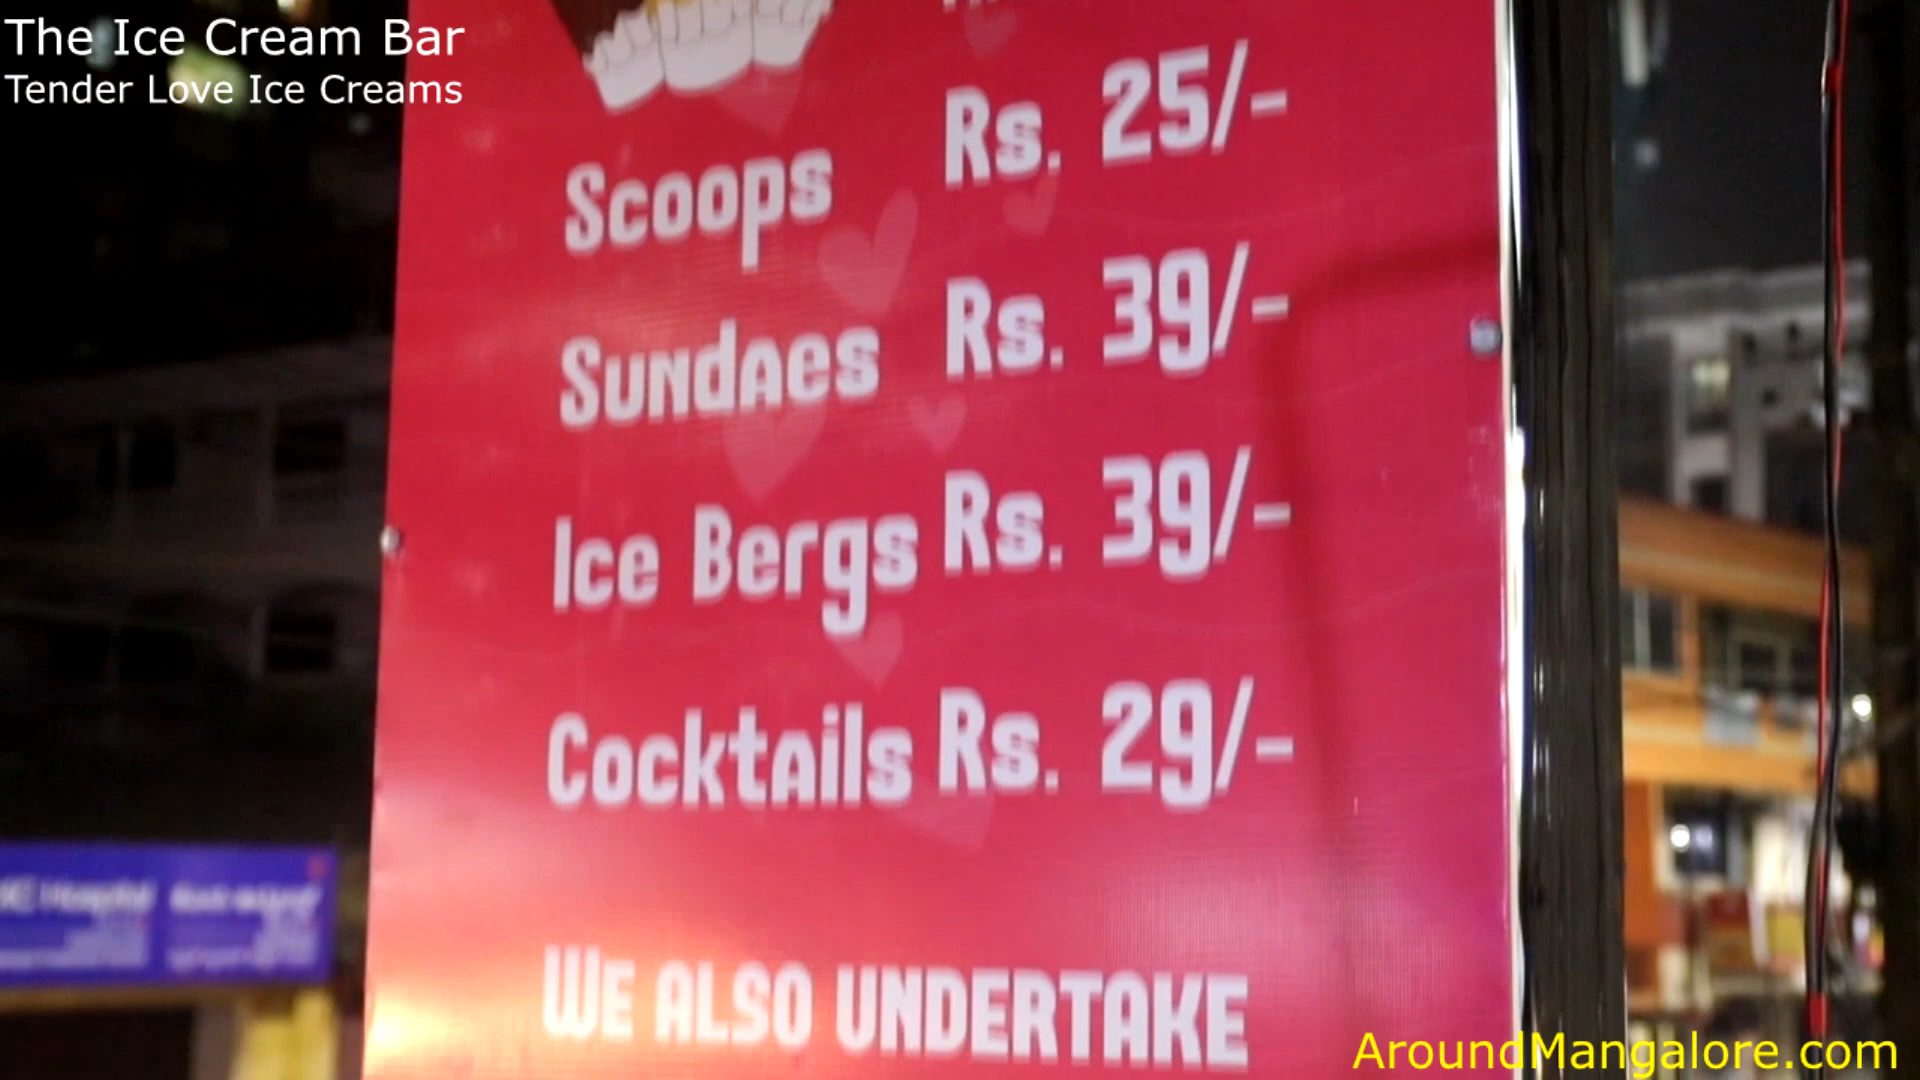 The Ice Cream Bar
Tender Love Ice Creams
Scoops Rs. 25/-
Sundaes Rs. 39/-
Ice Bergs Rs. 39/-
Cocktails Rs. 29/-
WE ALSO UNDERTAKE
Hospital
AroundMangalore.com